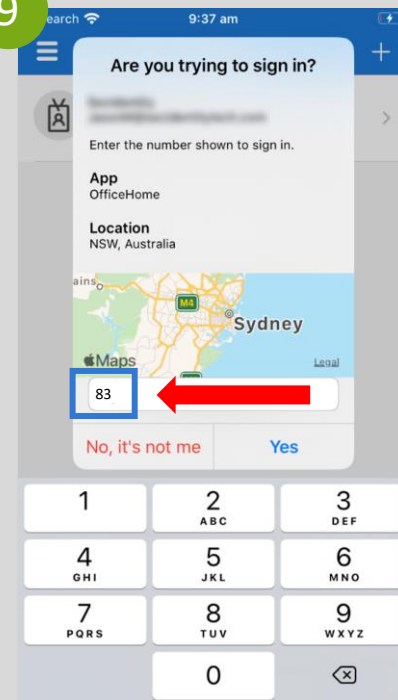 9
earch 9:37 am
Are you trying to sign in?
Enter the number shown to sign in.
App
OfficeHome
Location
NSW, Australia
ains
M4
Sydney
Maps
Legal
83
No, it's not me Yes
1 2 3
ABC DEF
4 5 6
GHI JKL MNO
7 8 9
PQRS TUV WXYZ
0